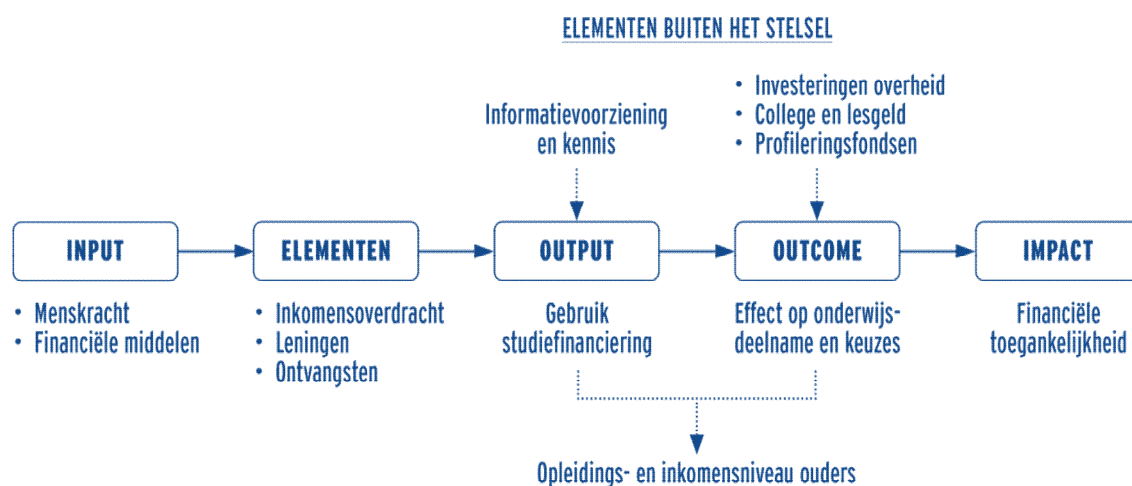 ELEMENTEN BUITEN HET STELSEL
Informatievoorziening
en kennis
• Investeringen overheid
• College en lesgeld
• Profileringsfondsen
INPUT
ELEMENTEN
OUTPUT
OUTCOME
IMPACT
• Menskracht
• Financiële middelen
• Inkomensoverdracht
• Leningen
• Ontvangsten
Gebruik
studiefinanciering
Effect op onderwijs-
deelname en keuzes
Financiële
toegankelijkheid
Opleidings- en inkomensniveau ouders